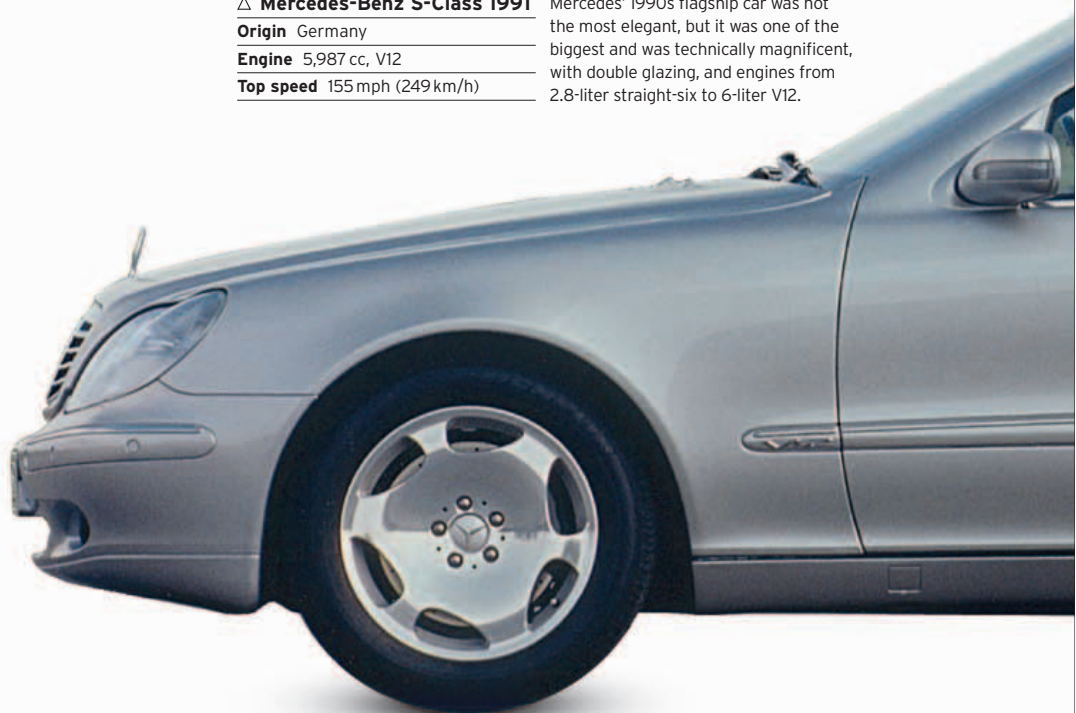 △ Mercedes-Benz S-Class 1991
Origin Germany
Engine 5,987 cc, V12
Top speed 155 mph (249 km/h)
Mercedes' 1990s flagship car was not
the most elegant, but it was one of the
biggest and was technically magnificent,
with double glazing, and engines from
2.8-liter straight-six to 6-liter V12.
V12